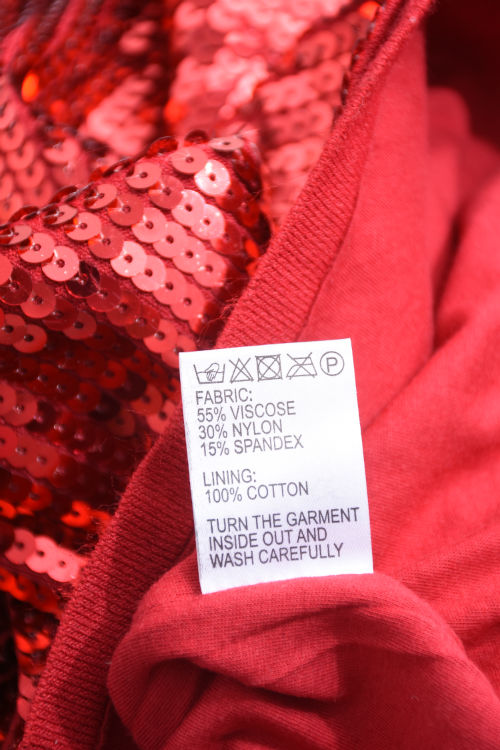 P
FABRIC:
55% VISCOSE
30% NYLON
15% SPANDEX
LINING:
100% COTTON
TURN THE GARMENT
INSIDE OUT AND
WASH CAREFULLY